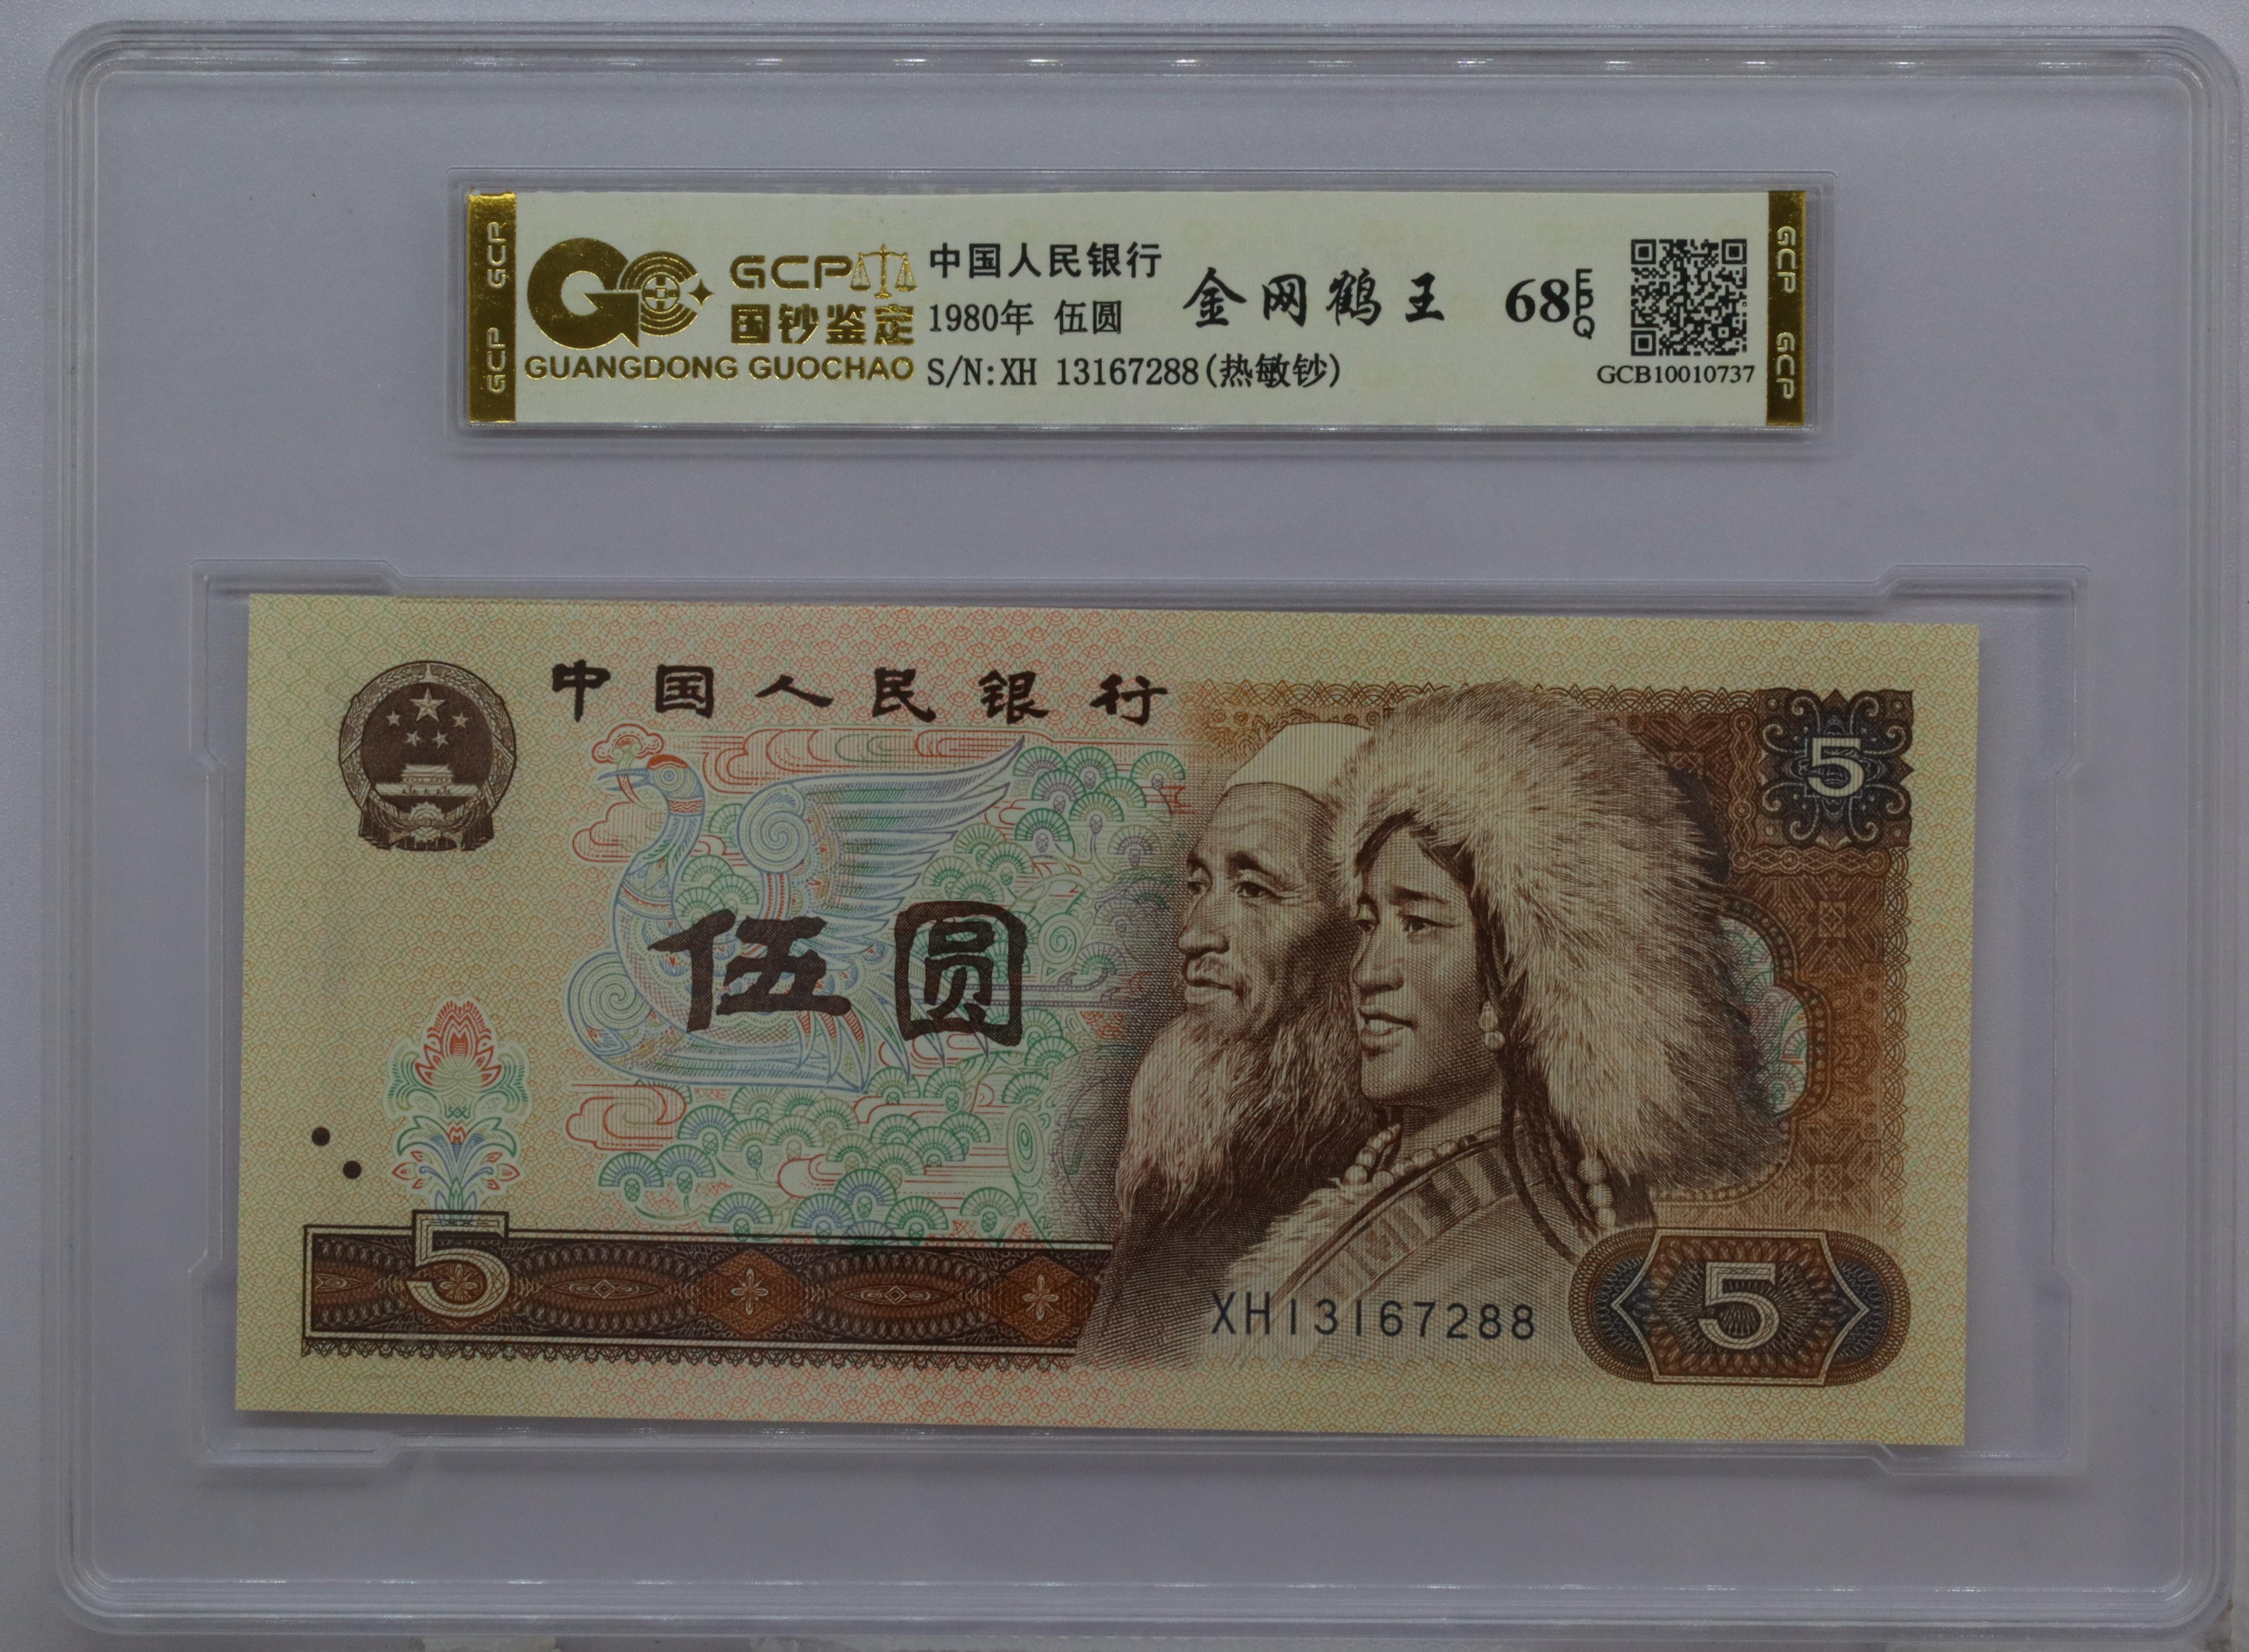 GCP GCP
GCP
国钞鉴定
GUANGDONG GUOCHAO
中国人民银行
1980年 伍圆
S/N:XH 13167288(热敏钞)
金网鹤王
68EPQ
GCB10010737
GCP GCP
中国人民银行
5
伍圆
5
XH13167288
5